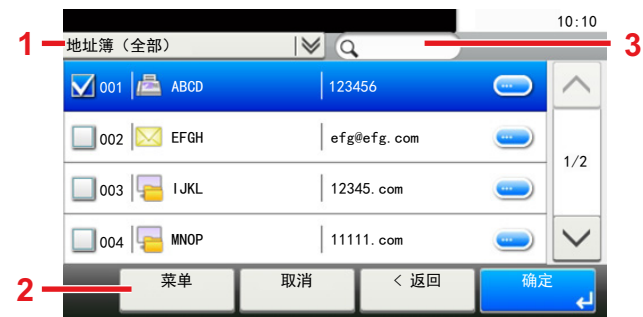 10:10
1 地址簿（全部） 3
001 ABCD 123456
002 EFGH efg@efg.com
003 IJKL 12345.com
004 MNOP 11111.com
1/2
2 菜单 取消 < 返回 确定